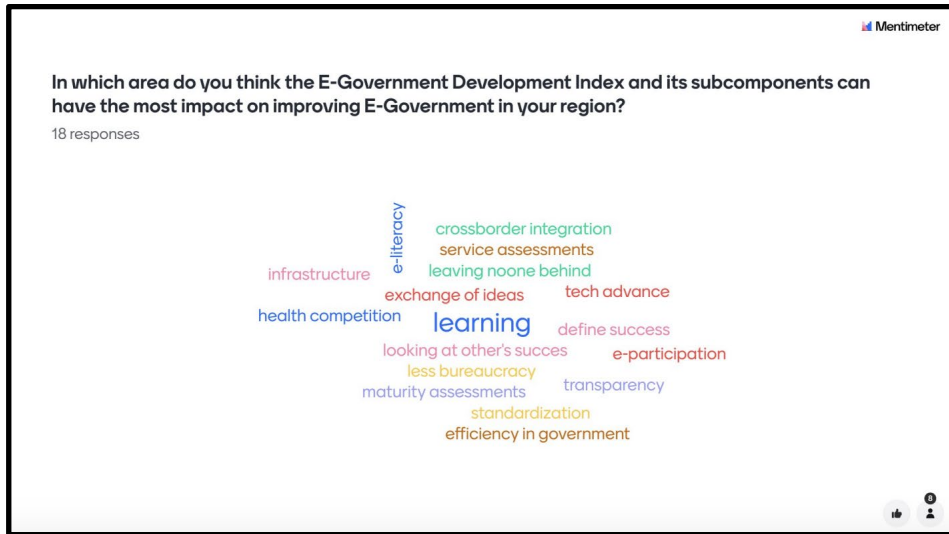 Mentimeter
In which area do you think the E-Government Development Index and its subcomponents can
have the most impact on improving E-Government in your region?
18 responses
e-literacy
crossborder integration
service assessments
infrastructure
leaving noone behind
exchange of ideas
tech advance
health competition
learning
define success
looking at other's succes
e-participation
less bureaucracy
maturity assessments
transparency
standardization
efficiency in government
8